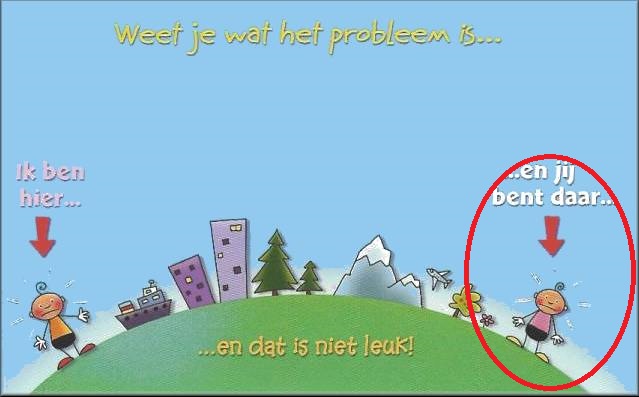 Weet je wat het probleem is...
Ik ben
hier...
...en jij
bent daar...
...en dat is niet leuk!